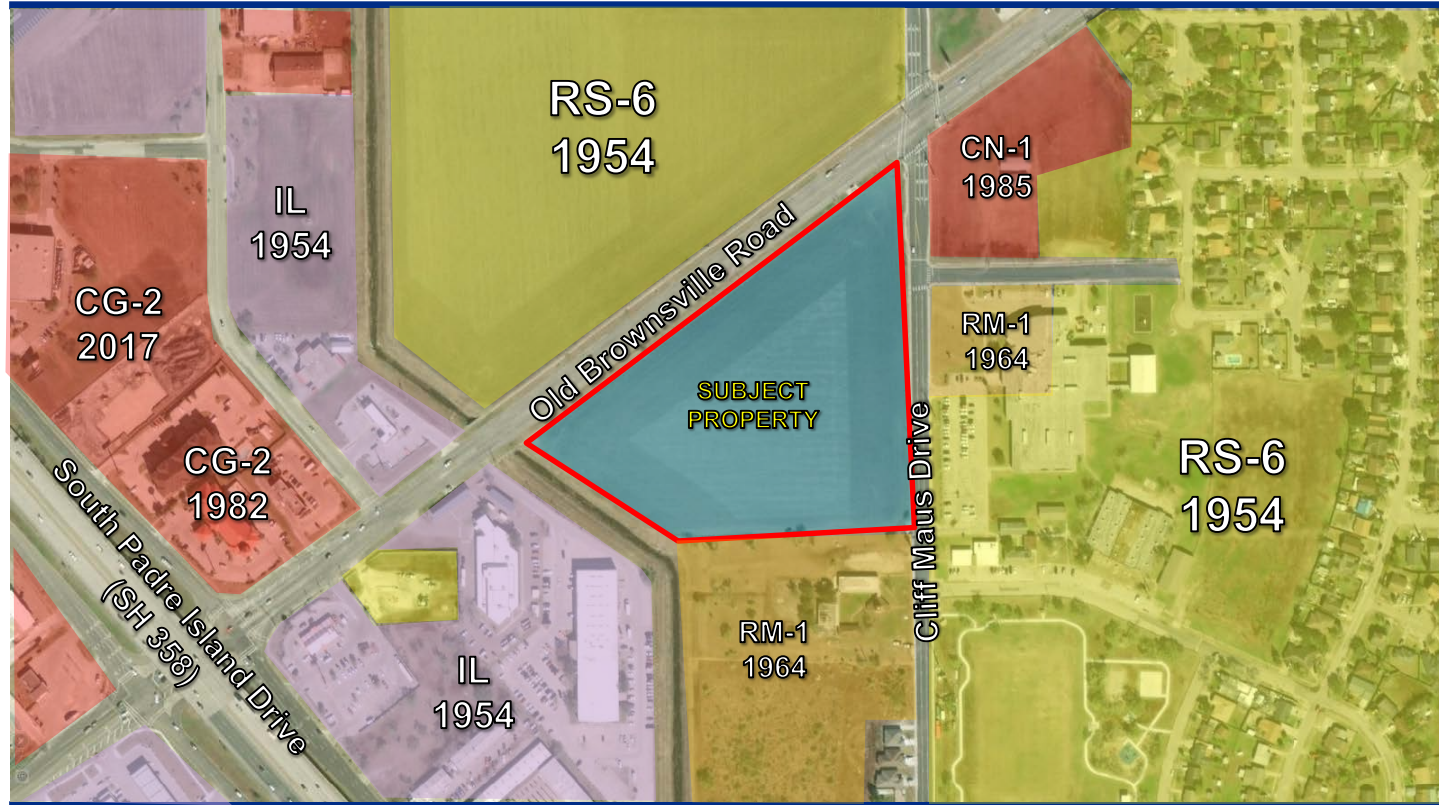 RS-6
1954
CN-1
1985
IL
1954
CG-2
2017
Old Brownsville Road
RM-1
1964
SUBJECT
PROPERTY
CG-2
1982
RS-6
1954
South Padre Island Drive
(SH 358)
Cliff Maus Drive
RM-1
1964
IL
1954